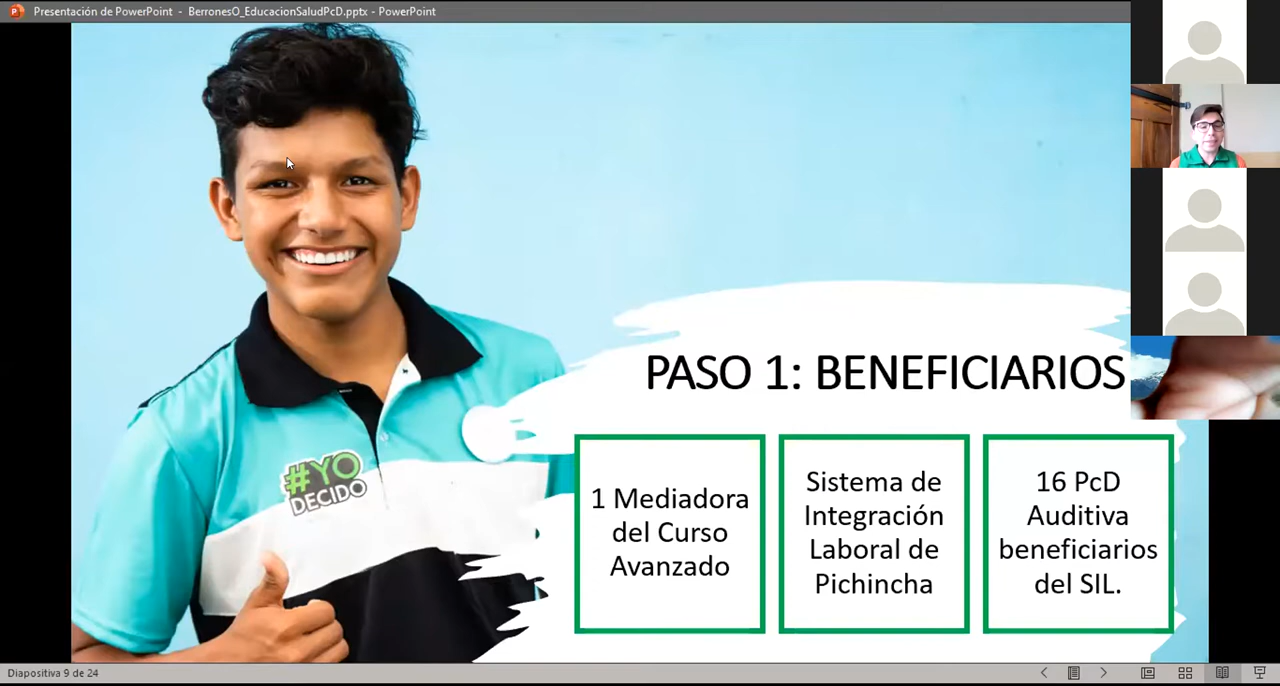 Presentación de PowerPoint - BerronesO_EducacionSaludPcD.pptx - PowerPoint
#YO
DECIDO
PASO 1: BENEFICIARIOS
1 Mediadora
del Curso
Avanzado
Sistema de
Integración
Laboral de
Pichincha
16 PcD
Auditiva
beneficiarios
del SIL.
Diapositiva 9 de 24